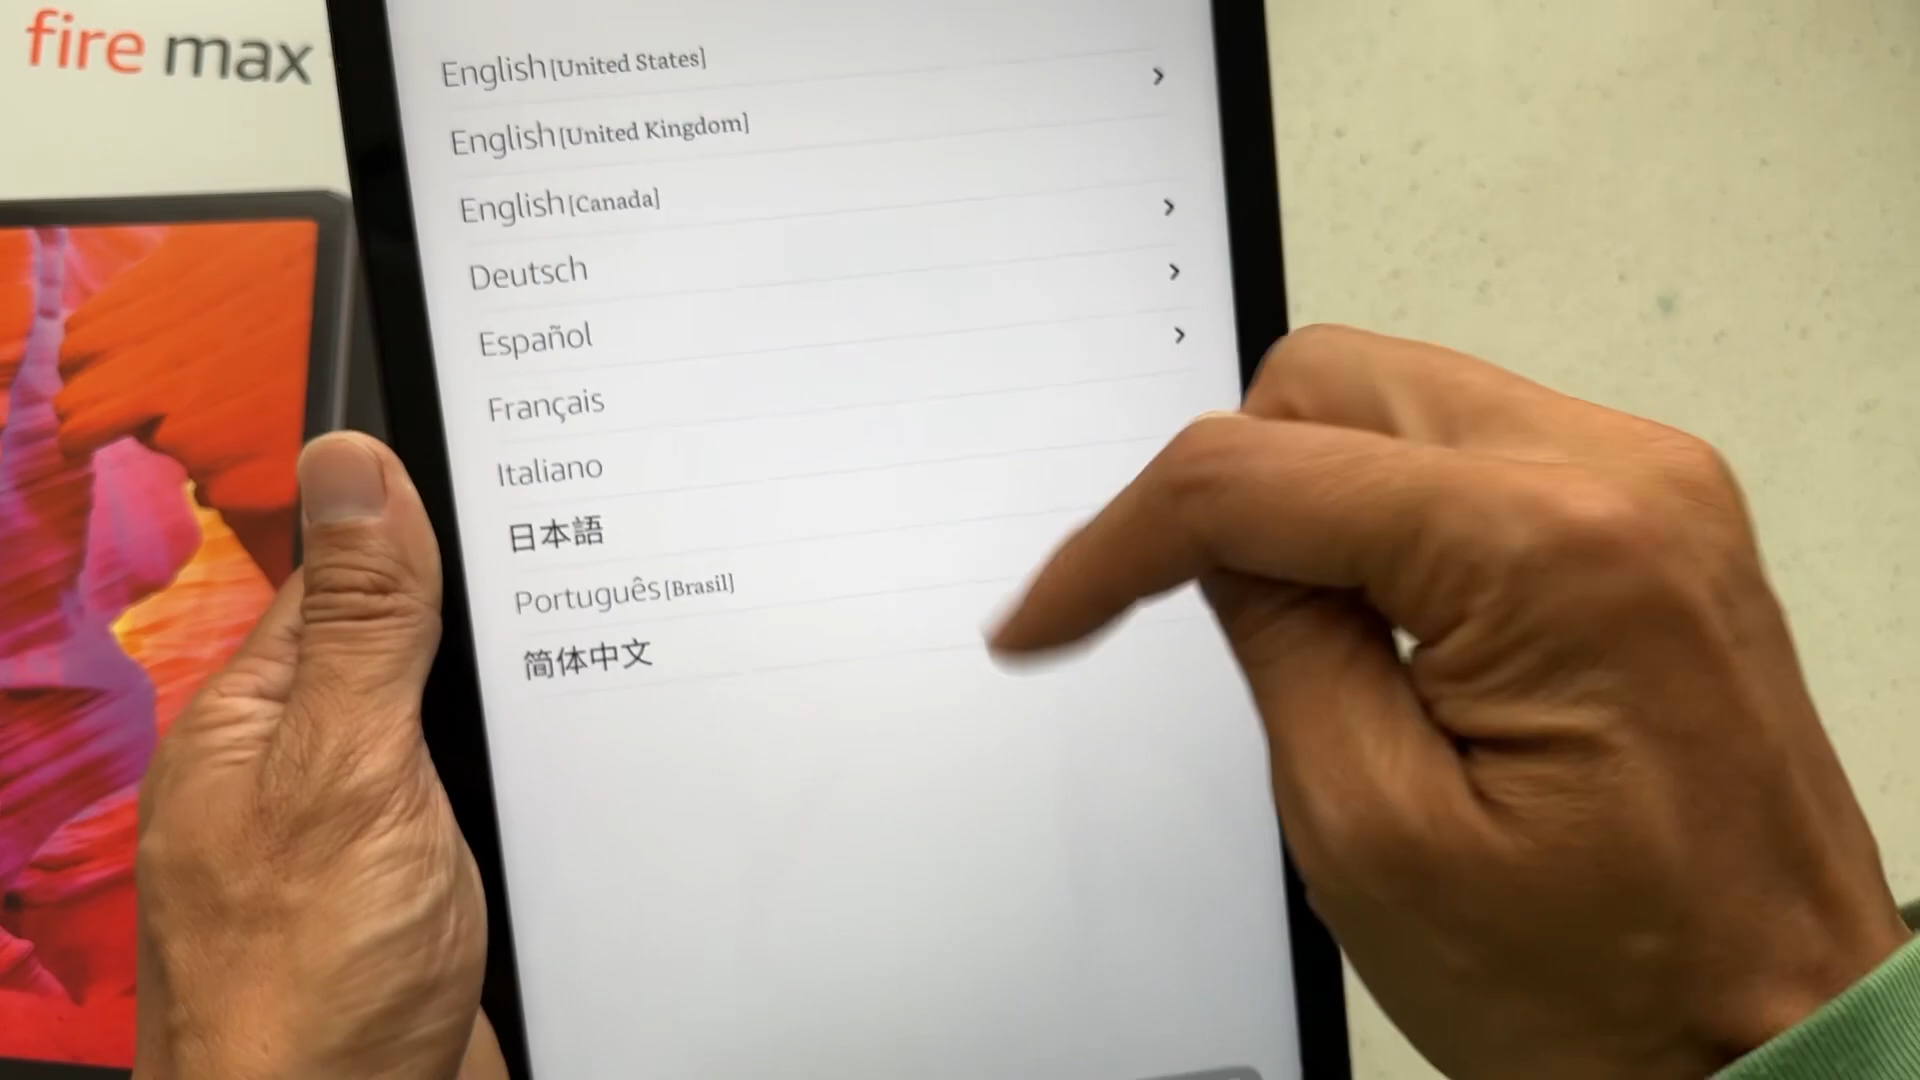 fire max
English [United States]
English [United Kingdom]
English [Canada]
Deutsch
Español
Français
Italiano
日本語
Português [Brasil]
简体中文